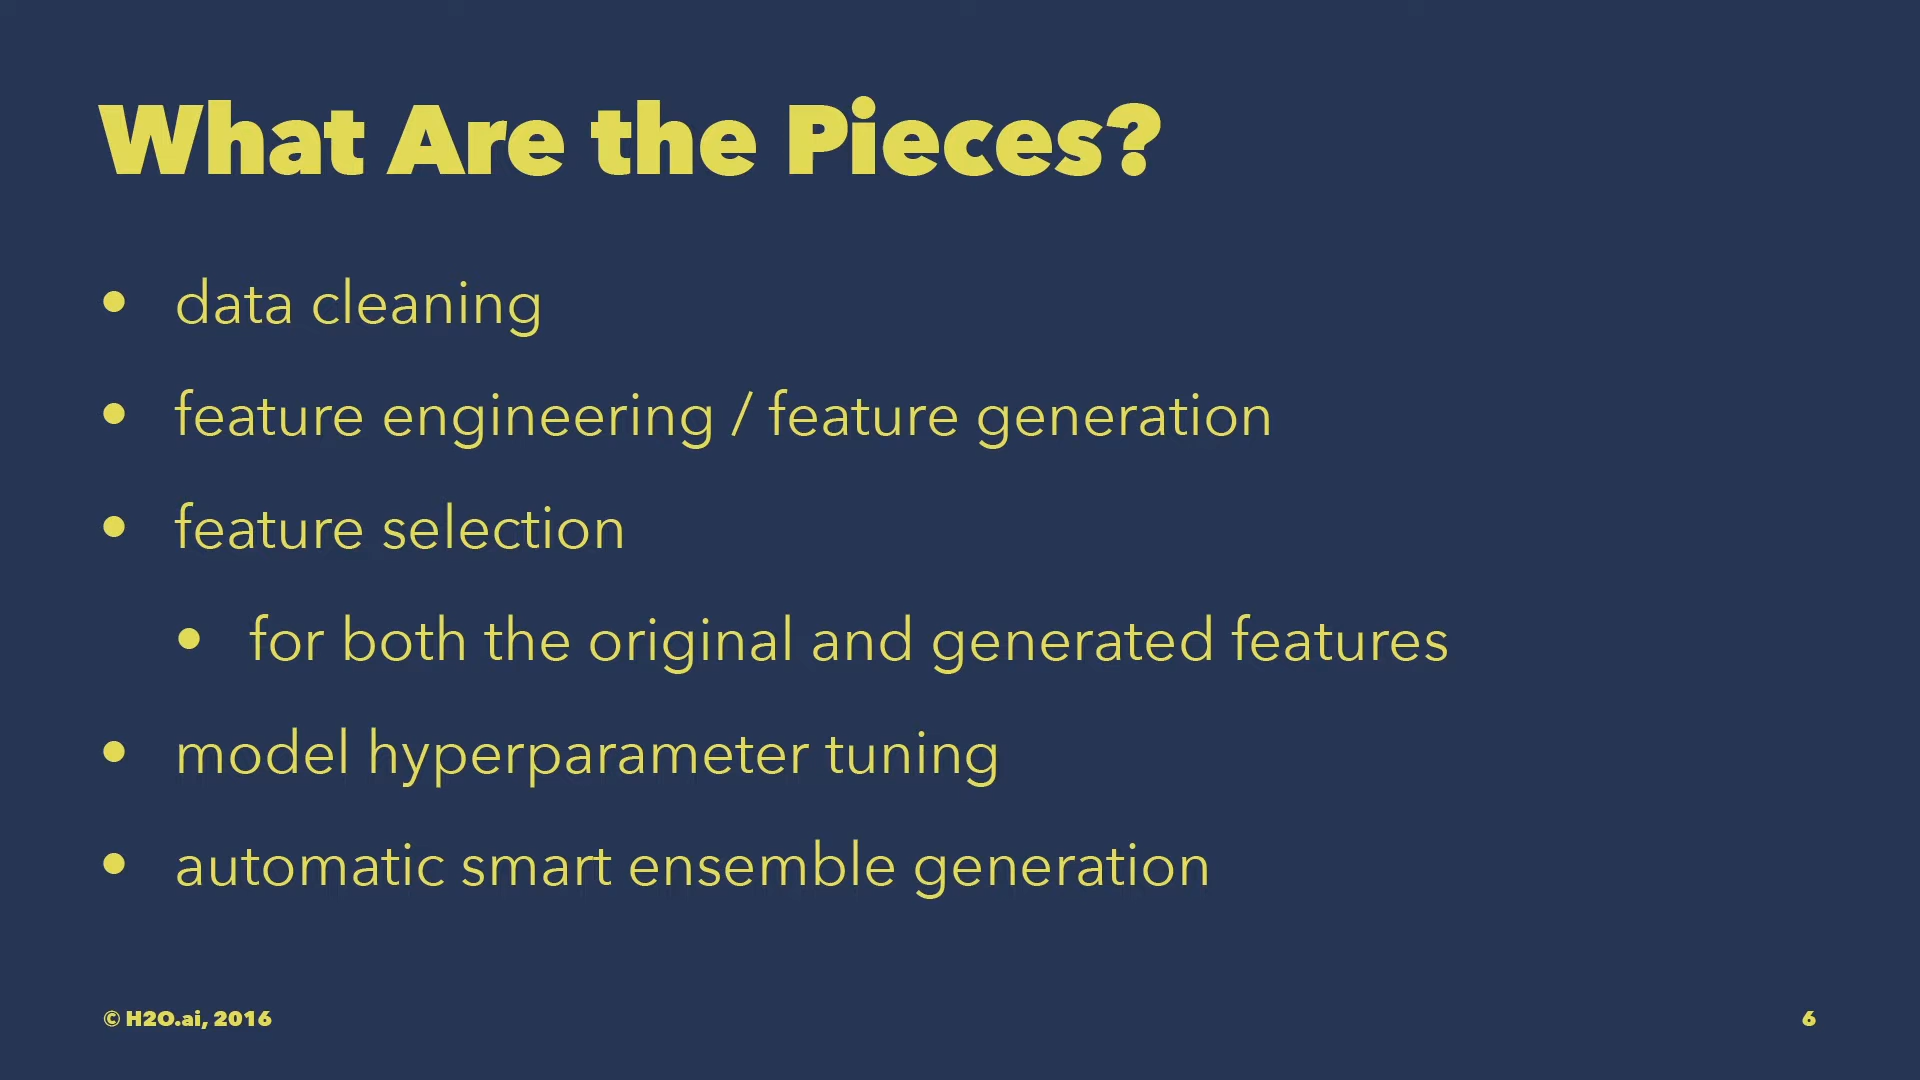 What Are the Pieces?
• data cleaning
• feature engineering / feature generation
• feature selection
• for both the original and generated features
• model hyperparameter tuning
• automatic smart ensemble generation
© H2O.ai, 2016
6